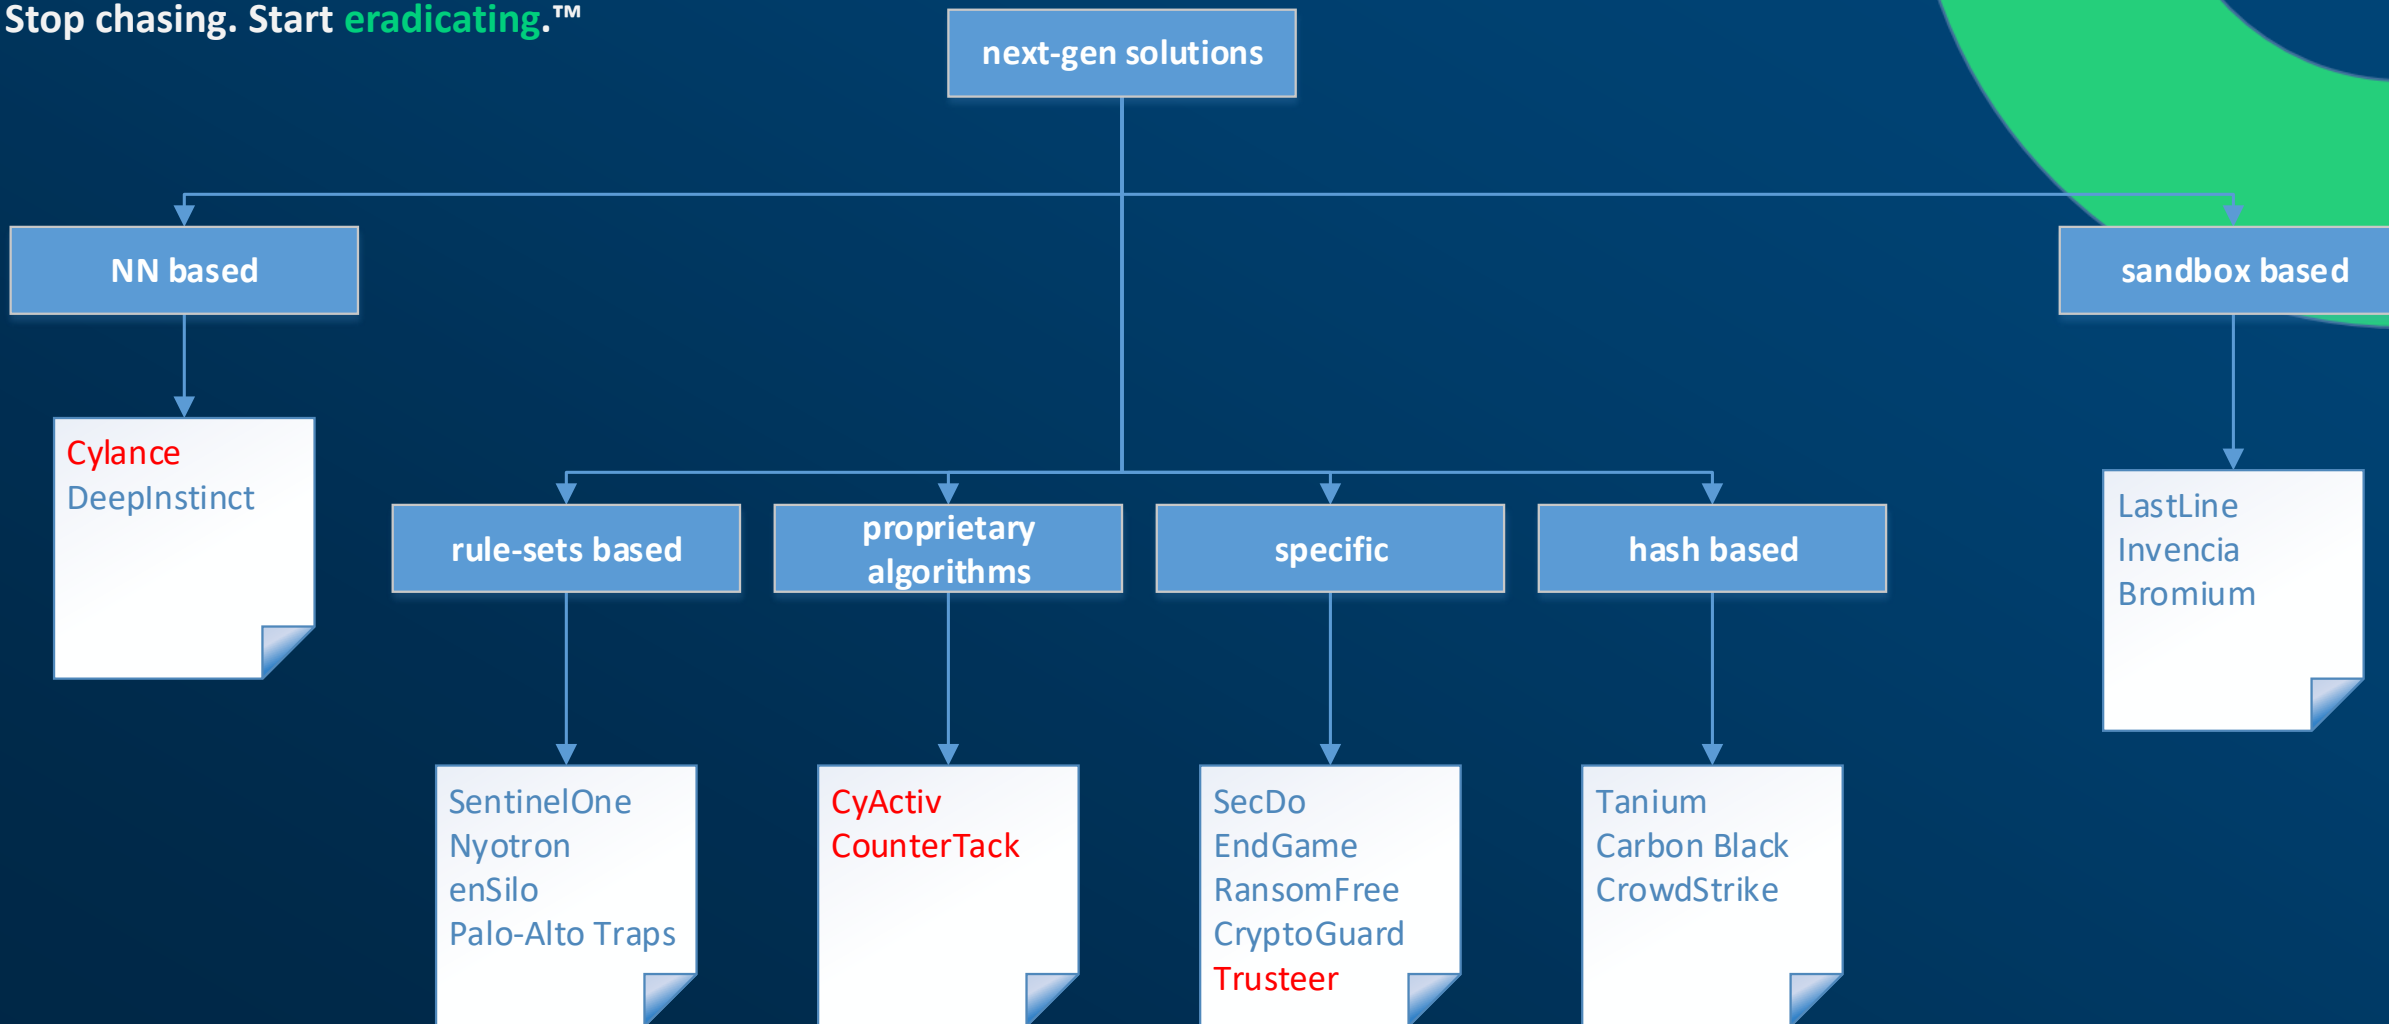 Stop chasing. Start eradicating.™
next-gen solutions
NN based
sandbox based
Cylance
DeepInstinct
LastLine
Invencia
Bromium
rule-sets based
proprietary
algorithms
specific
hash based
SentinelOne
Nyotron
enSilo
Palo-Alto Traps
CyActiv
CounterTack
SecDo
EndGame
RansomFree
CryptoGuard
Trusteer
Tanium
Carbon Black
CrowdStrike